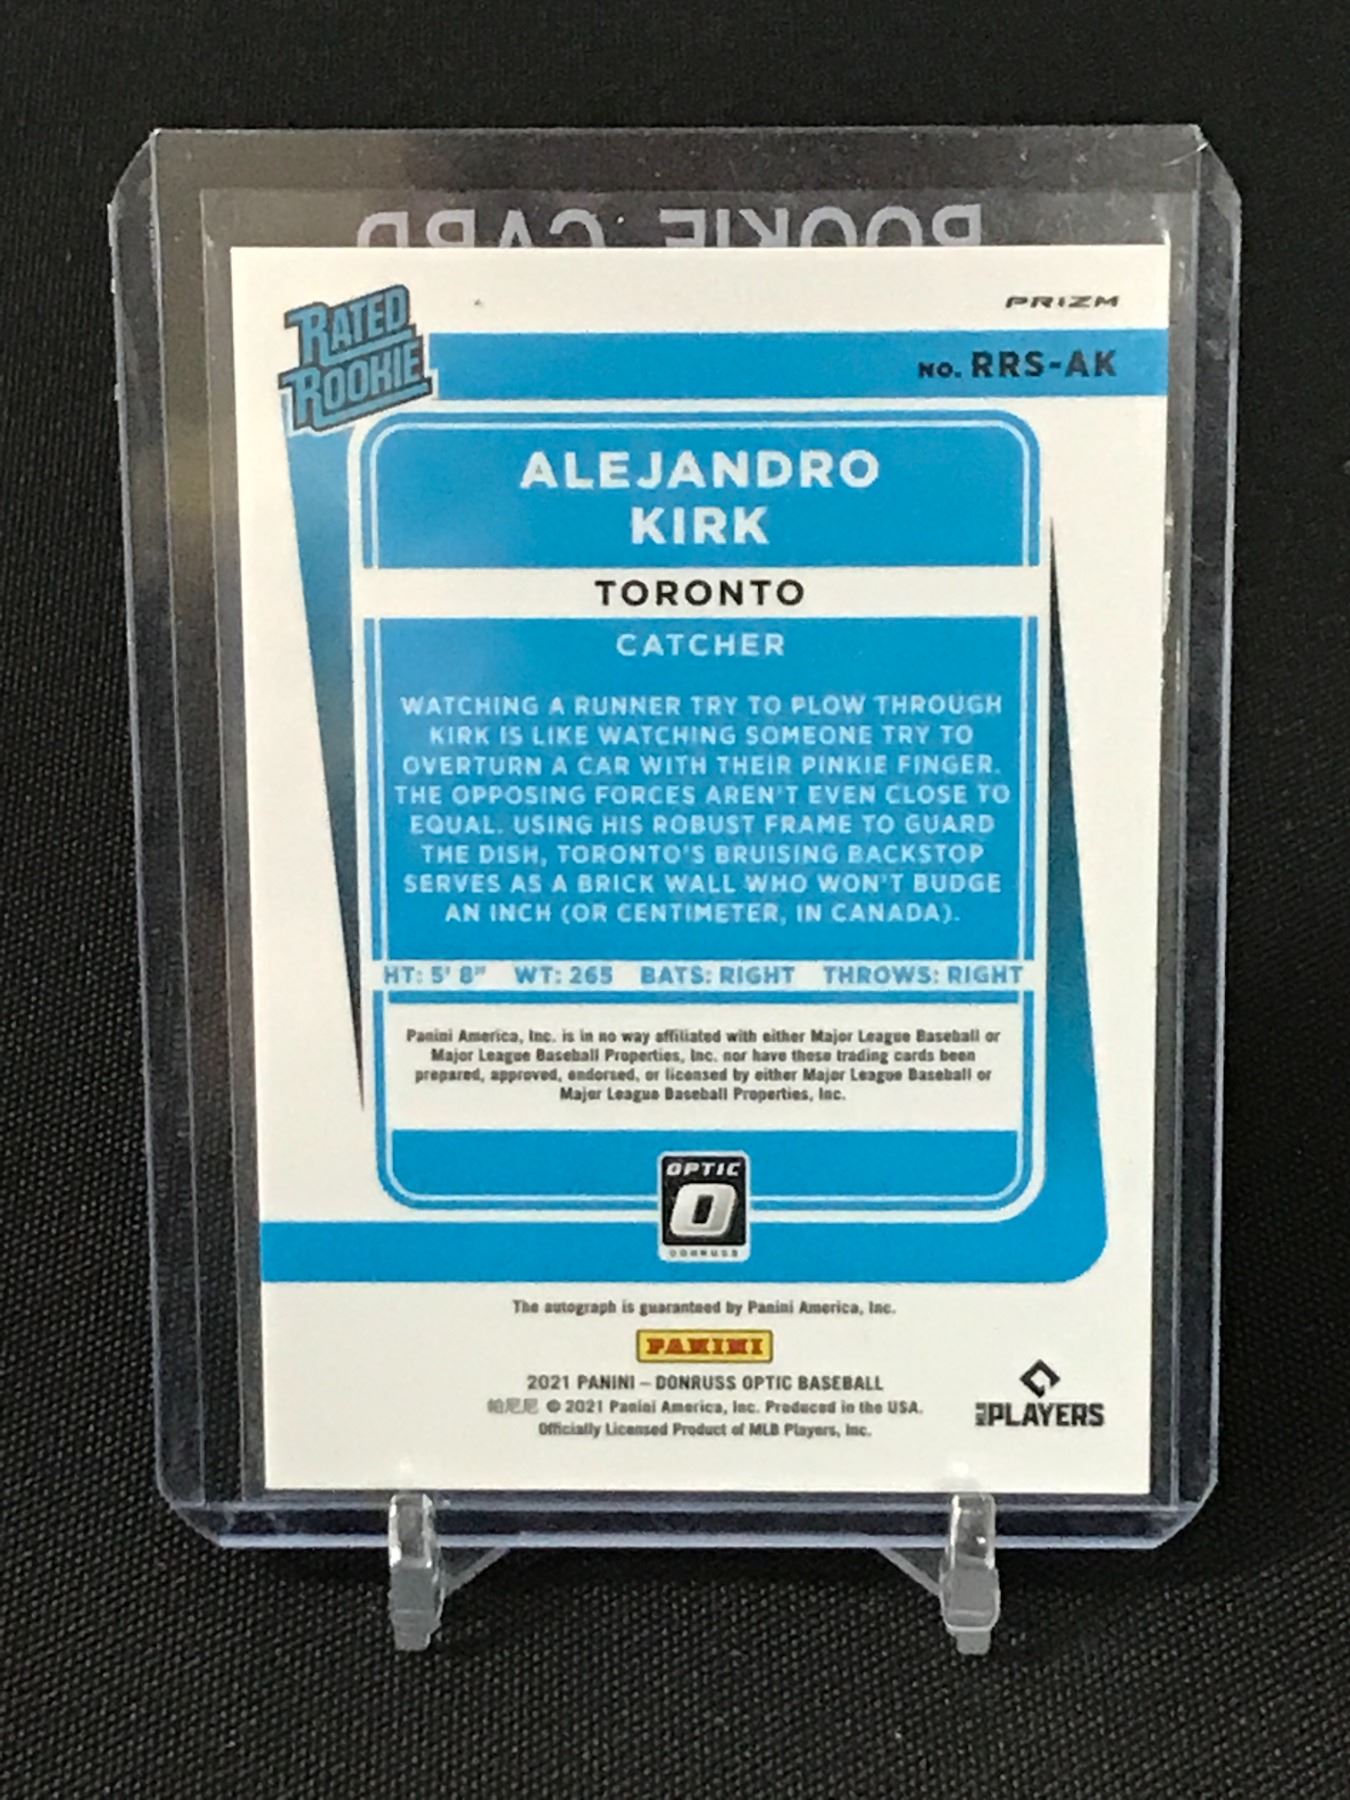 ROOKIE CARD
PRIZM
RATED
ROOKIE
NO. RRS-AK
ALEJANDRO
KIRK
TORONTO
CATCHER
WATCHING A RUNNER TRY TO PLOW THROUGH
KIRK IS LIKE WATCHING SOMEONE TRY TO
OVERTURN A CAR WITH THEIR PINKIE FINGER.
THE OPPOSING FORCES AREN'T EVEN CLOSE TO
EQUAL. USING HIS ROBUST FRAME TO GUARD
THE DISH, TORONTO'S BRUISING BACKSTOP
SERVES AS A BRICK WALL WHO WON'T BUDGE
AN INCH (OR CENTIMETER, IN CANADA).
HT: 5' 8" WT: 265 BATS: RIGHT THROWS: RIGHT
Panini America, Inc. is in no way affiliated with either Major League Baseball or
Major League Baseball Properties, Inc. nor have these trading cards been
prepared, approved, endorsed, or licensed by either Major League Baseball or
Major League Baseball Properties, Inc.
OPTIC
O
DONRUSS
The autograph is guaranteed by Panini America, Inc.
PANINI
2021 PANINI – DONRUSS OPTIC BASEBALL
帕尼尼 © 2021 Panini America, Inc. Produced in the USA.
Officially Licensed Product of MLB Players, Inc.
MLB PLAYERS